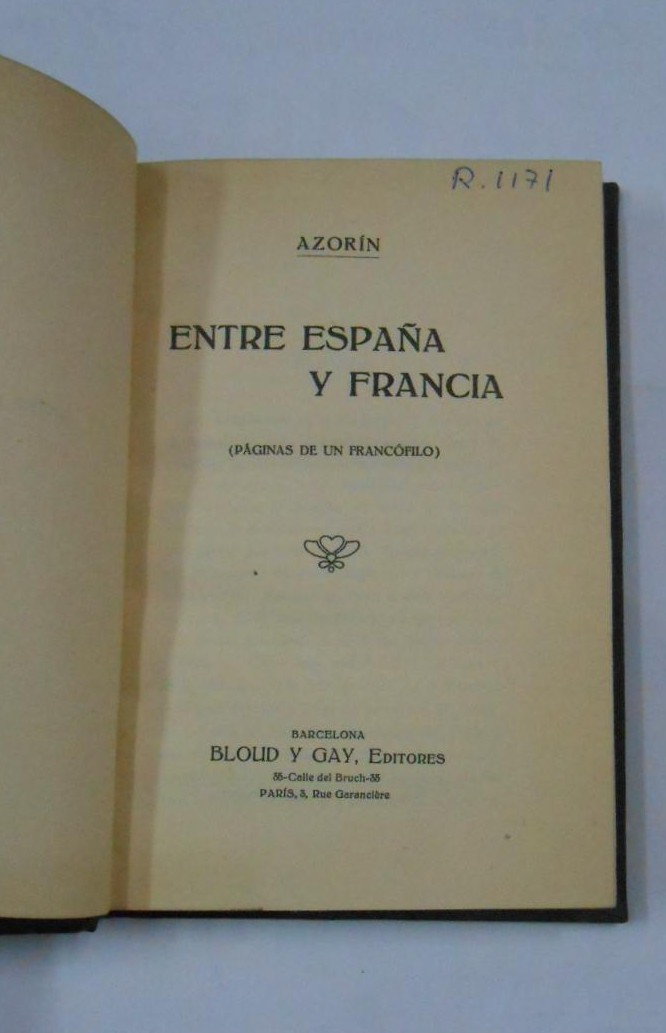 R.1171
AZORÍN
ENTRE ESPAÑA
Y FRANCIA
(PÁGINAS DE UN FRANCÓFILO)
BARCELONA
BLOUD Y GAY, EDITORES
35-Calle del Bruch-35
PARÍS, 3, Rue Garancière